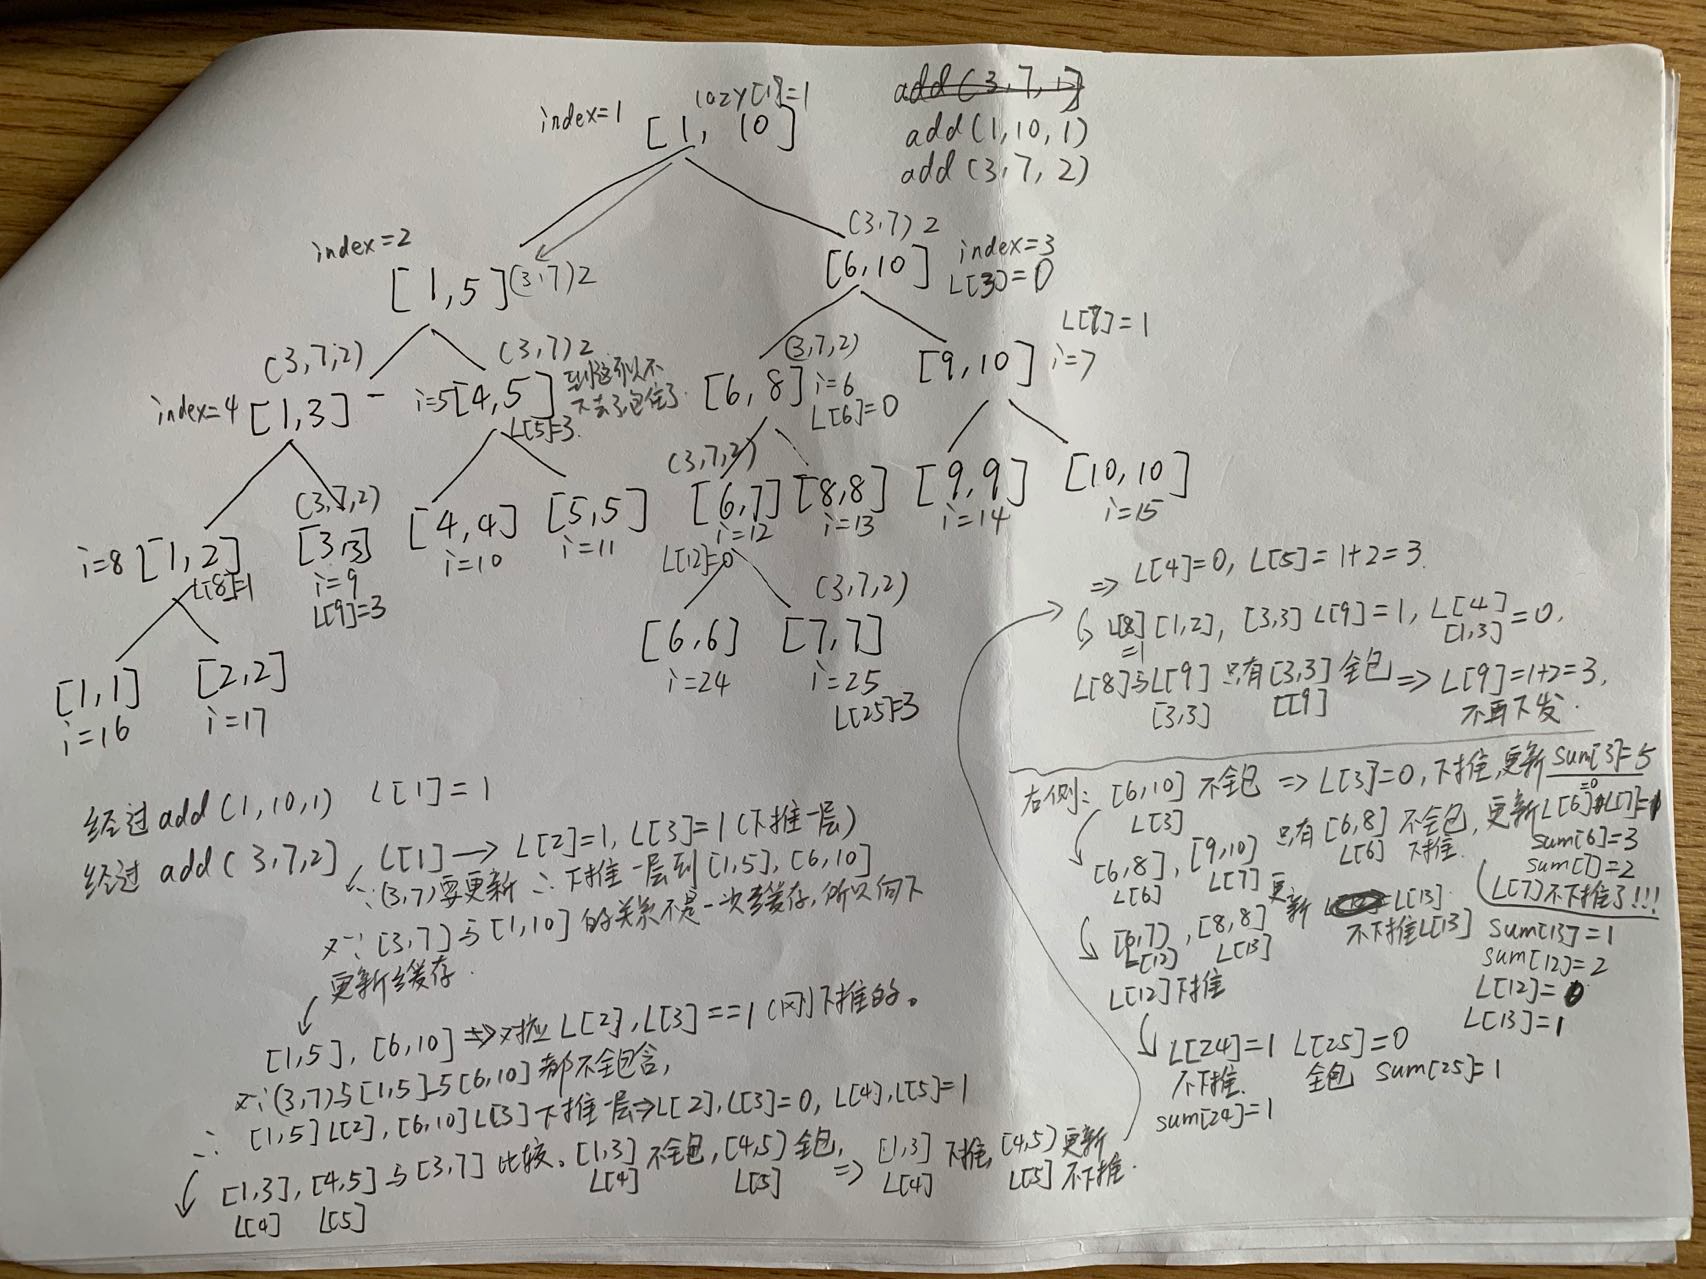 index=1
lazy[1]=1
[1, 10]
add(3,7,1)
add(1,10,1)
add(3,7,2)
index=2
[1,5] (3,7)2
(3,7)2
[6,10]
index=3
L[3]=0
(3,7,2)
index=4 [1,3]
(3,7)2
i=5 [4,5]
到这可以不
下去了包住了
L[5]=3
(3,7,2)
[6,8] i=6
L[6]=0
L[7]=1
[9,10] i=7
i=8 [1,2]
L[8]=1
(3,7,2)
[3,3]
i=9
L[9]=3
[4,4]
i=10
[5,5]
i=11
(3,7,2)
[6,7]
i=12
L[12]=0
[8,8]
i=13
[9,9]
i=14
[10,10]
i=15
[1,1]
i=16
[2,2]
i=17
[6,6]
i=24
(3,7,2)
[7,7]
i=25
L[25]=3
经过add(1,10,1) L[1]=1
经过add(3,7,2], L[1]→L[2]=1, L[3]=1(下推一层)
∵(3,7)要更新 ∴下推一层到[1,5], [6,10]
又∵[3,7]与[1,10]的关系不是一次当缓存,所以向下
更新缓存.
[1,5], [6,10]⇒对应L[2], L[3]==1(刚下推的。
又∵(3,7)与[1,5]与[6,10]都不全包含,
∴[1,5]L[2], [6,10]L[3]下推一层⇒L[2],L[3]=0, L[4],L[5]=1
[1,3], [4,5]与[3,7]比较。[1,3]不全包,[4,5]全包, ⇒[1,3]下推,[4,5)更新
L[4] L[5] L[4] L[5] L[4] L[5]不下推.
⇒L[4]=0, L[5]=1+2=3.
L[8][1,2], [3,3]L[9]=1, L[4]=0,
=1 [1,3]
L[8]与L[9]只有[3,3]全包⇒L[9]=1+2=3,
[3,3] L[9] 不再下发.
右侧: [6,10]不全包⇒L[3]=0,下推,更新sum[3]=5
L[3] =0
[6,8], [9,10]只有[6,8]不全包,更新L[6] L[7]=1
L[6] L[7] L[6]下推. sum[6]=3
sum[7]=2
(L[7]不下推了!!!
[6,7), [8,8]更新 L[13]
L[12] L[13] 不下推L[13] sum[13]=1
sum[12]=2
L[12]下推 L[12]=0
L[13]=1
L[24]=1 L[25]=0
不下推. 全包 sum[25]=1
sum[24]=1